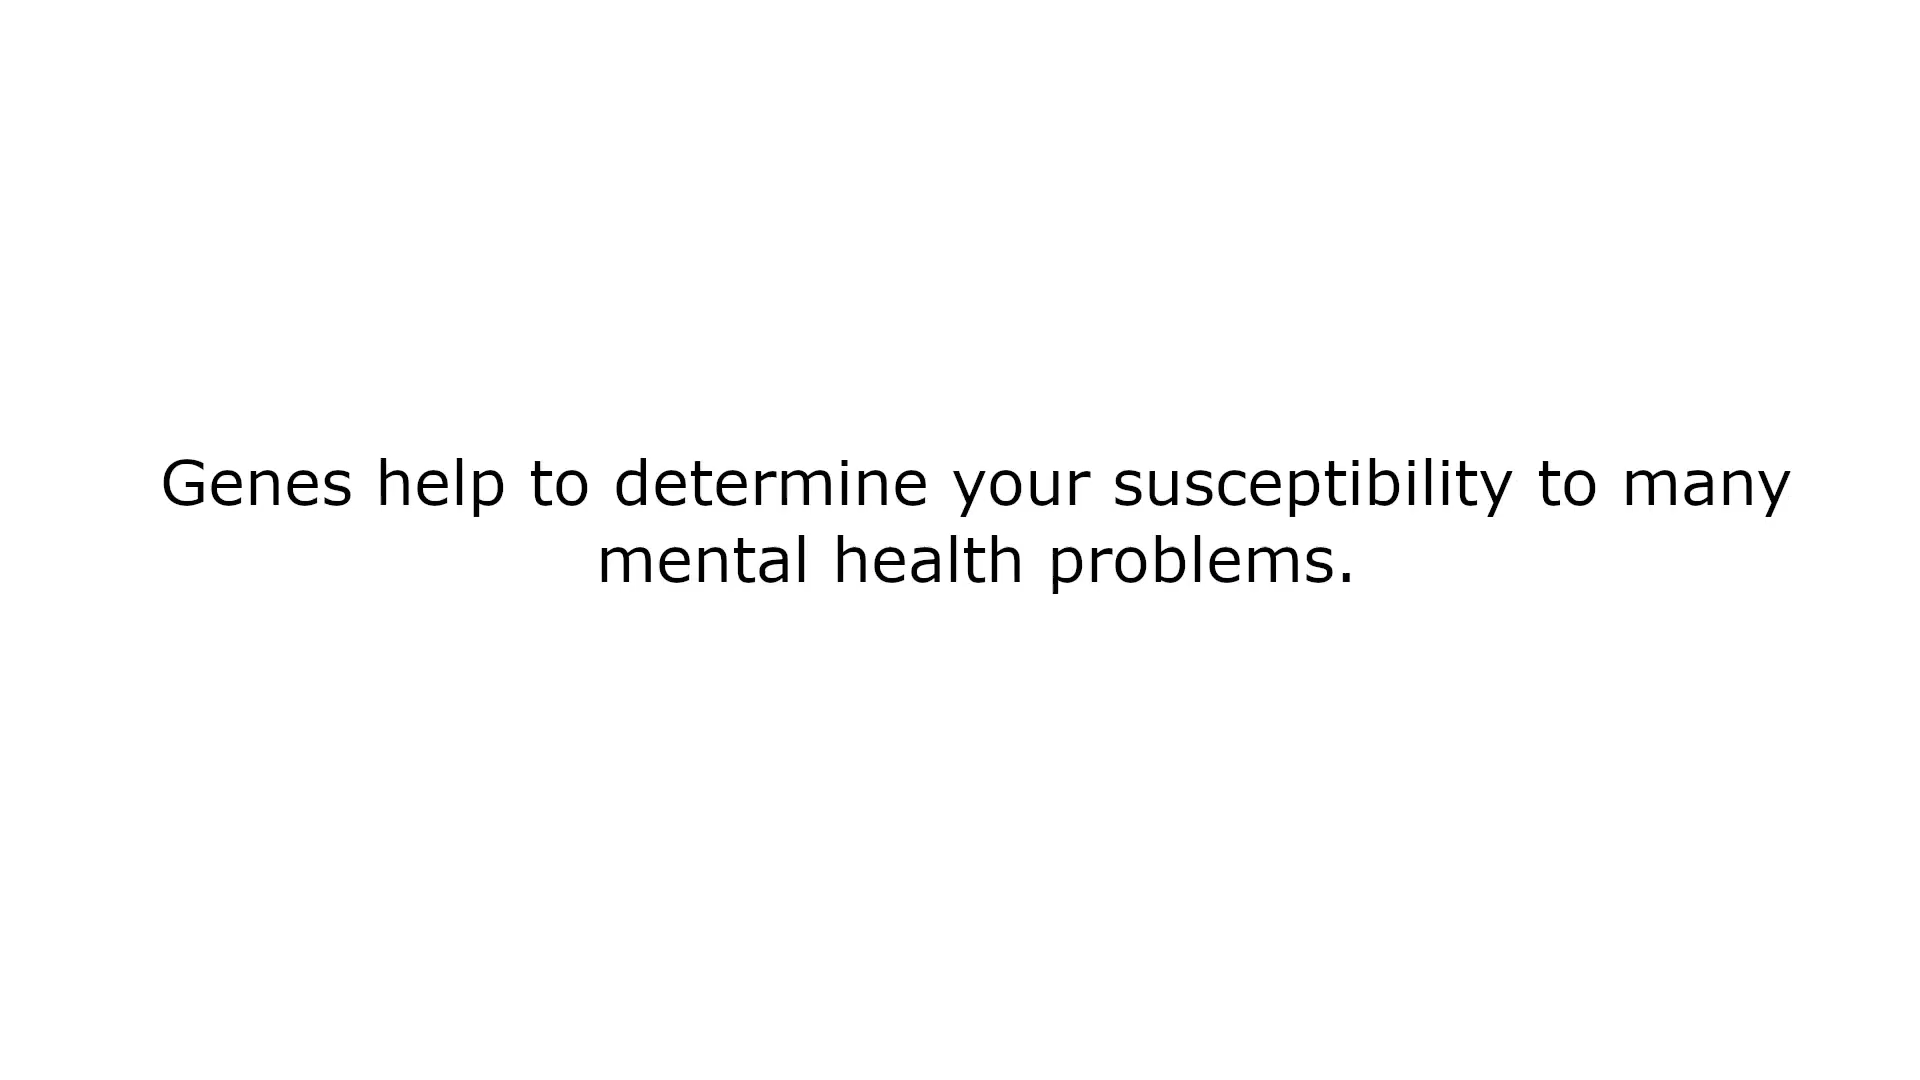 Genes help to determine your susceptibility to many
mental health problems.